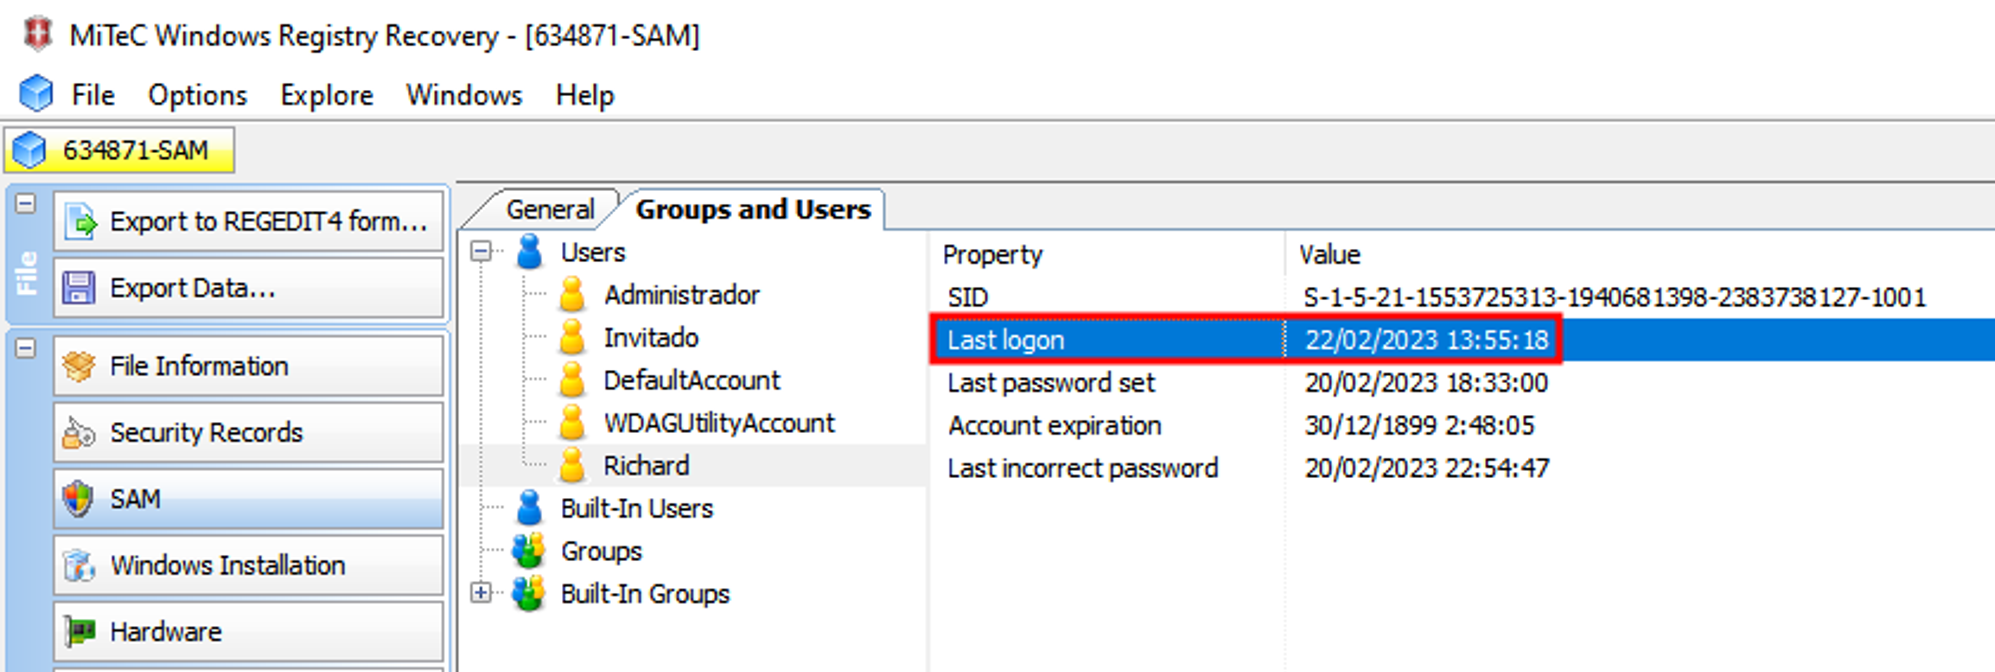 MiTeC Windows Registry Recovery - [634871-SAM]
File Options Explore Windows Help
634871-SAM
File
Export to REGEDIT4 form...
Export Data...
File Information
Security Records
SAM
Windows Installation
Hardware
General Groups and Users
Users
Administrador
Invitado
DefaultAccount
WDAGUtilityAccount
Richard
Built-In Users
Groups
Built-In Groups
Property Value
SID S-1-5-21-1553725313-1940681398-2383738127-1001
Last logon 22/02/2023 13:55:18
Last password set 20/02/2023 18:33:00
Account expiration 30/12/1899 2:48:05
Last incorrect password 20/02/2023 22:54:47